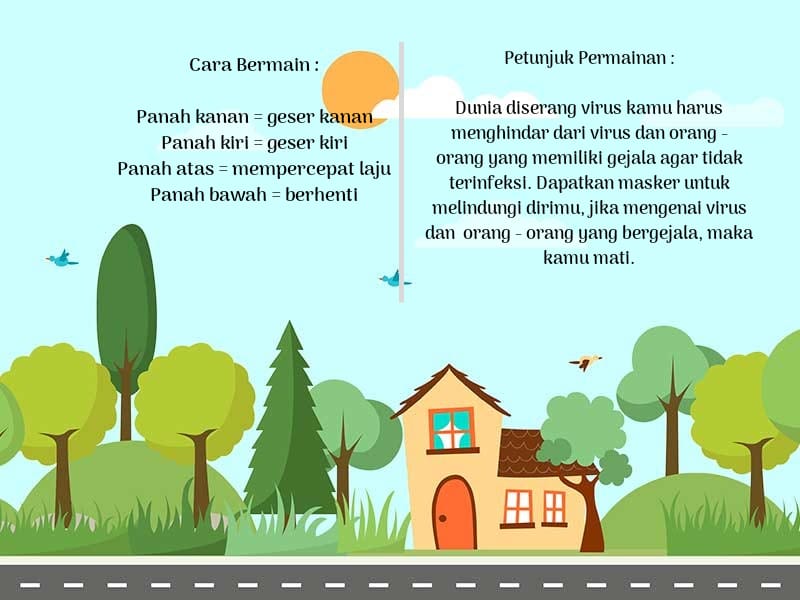 Cara Bermain :
Panah kanan = geser kanan
Panah kiri = geser kiri
Panah atas = mempercepat laju
Panah bawah = berhenti
Petunjuk Permainan :
Dunia diserang virus kamu harus
menghindar dari virus dan orang -
orang yang memiliki gejala agar tidak
terinfeksi. Dapatkan masker untuk
melindungi dirimu, jika mengenai virus
dan orang - orang yang bergejala, maka
kamu mati.